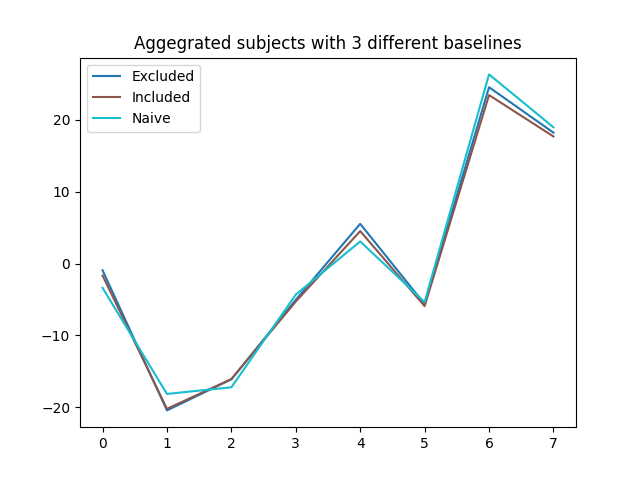 Aggegrated subjects with 3 different baselines
Excluded
Included
Naive
20
10
0
−10
−20
0 1 2 3 4 5 6 7